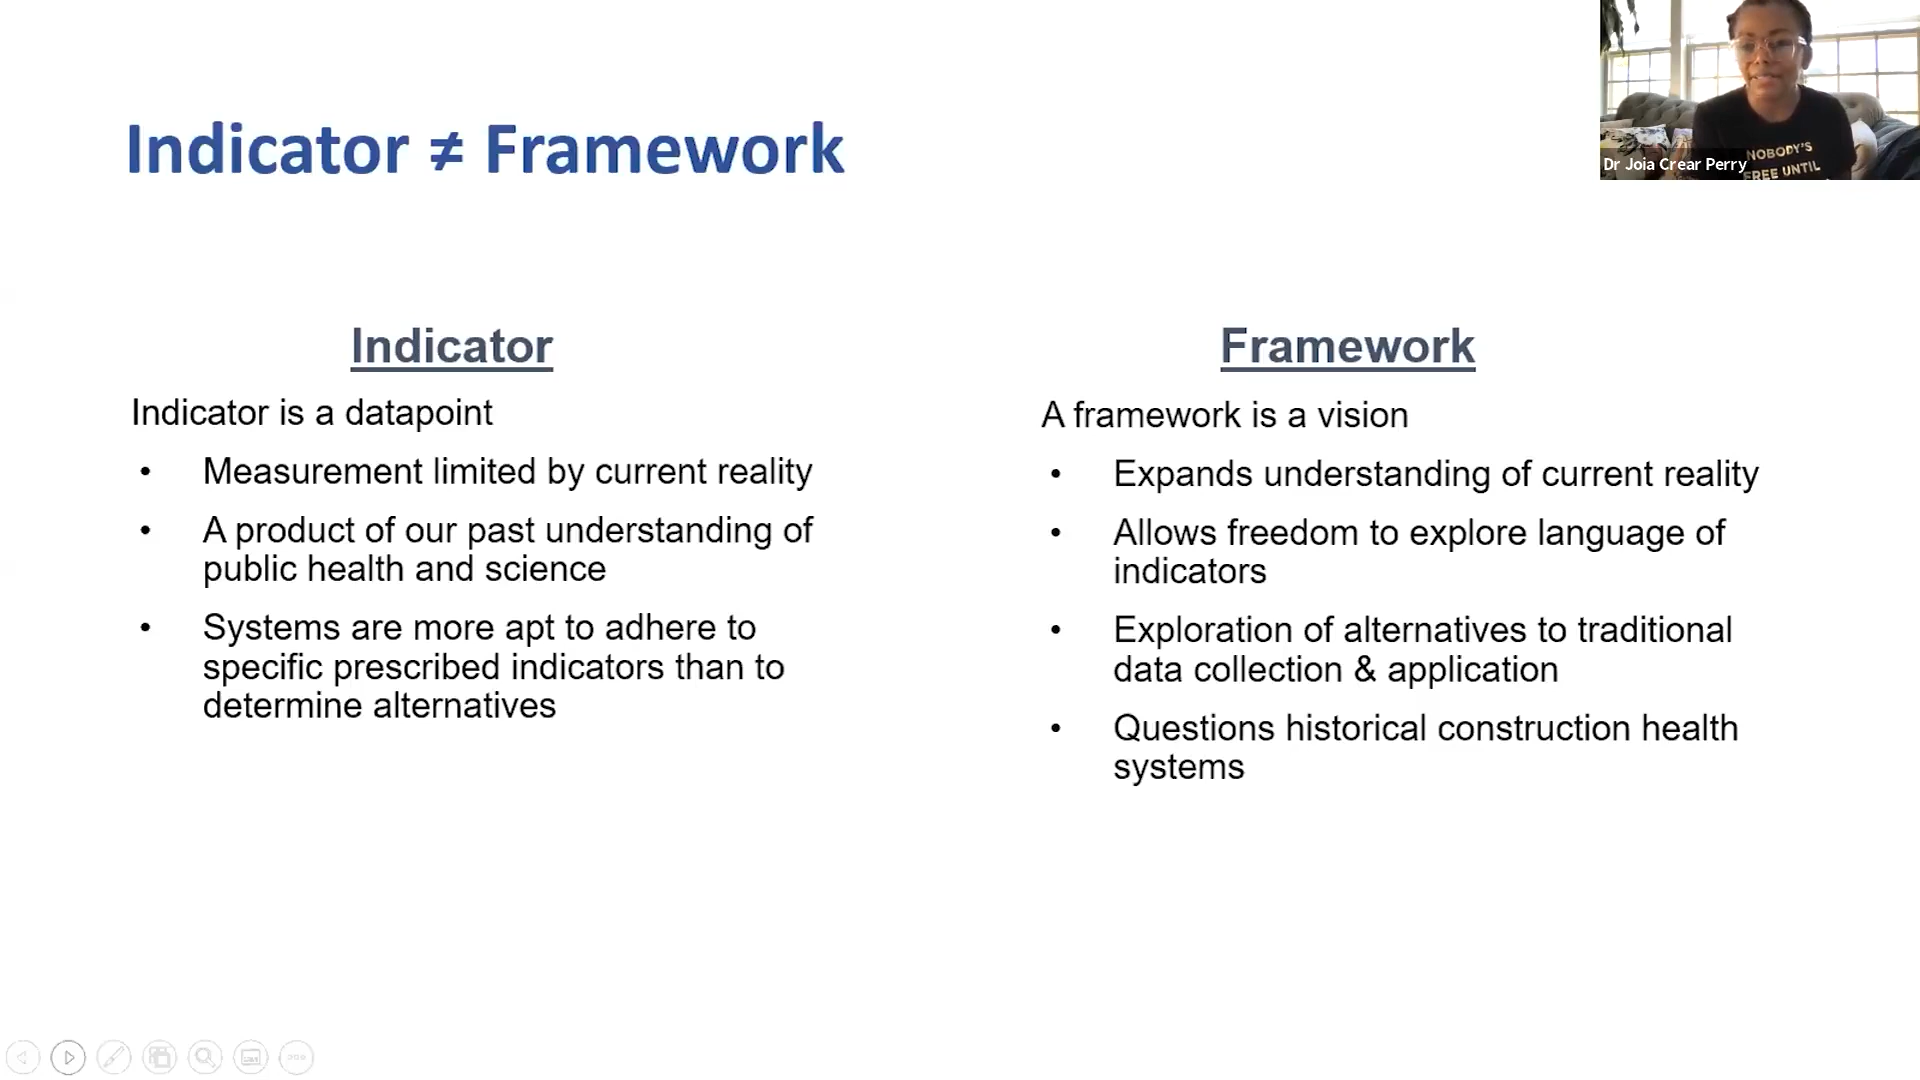 Indicator ≠ Framework
Dr Joia Crear Perry
NOBODY'S
FREE UNTIL
Indicator
Indicator is a datapoint
• Measurement limited by current reality
• A product of our past understanding of
public health and science
• Systems are more apt to adhere to
specific prescribed indicators than to
determine alternatives
Framework
A framework is a vision
• Expands understanding of current reality
• Allows freedom to explore language of
indicators
• Exploration of alternatives to traditional
data collection & application
• Questions historical construction health
systems